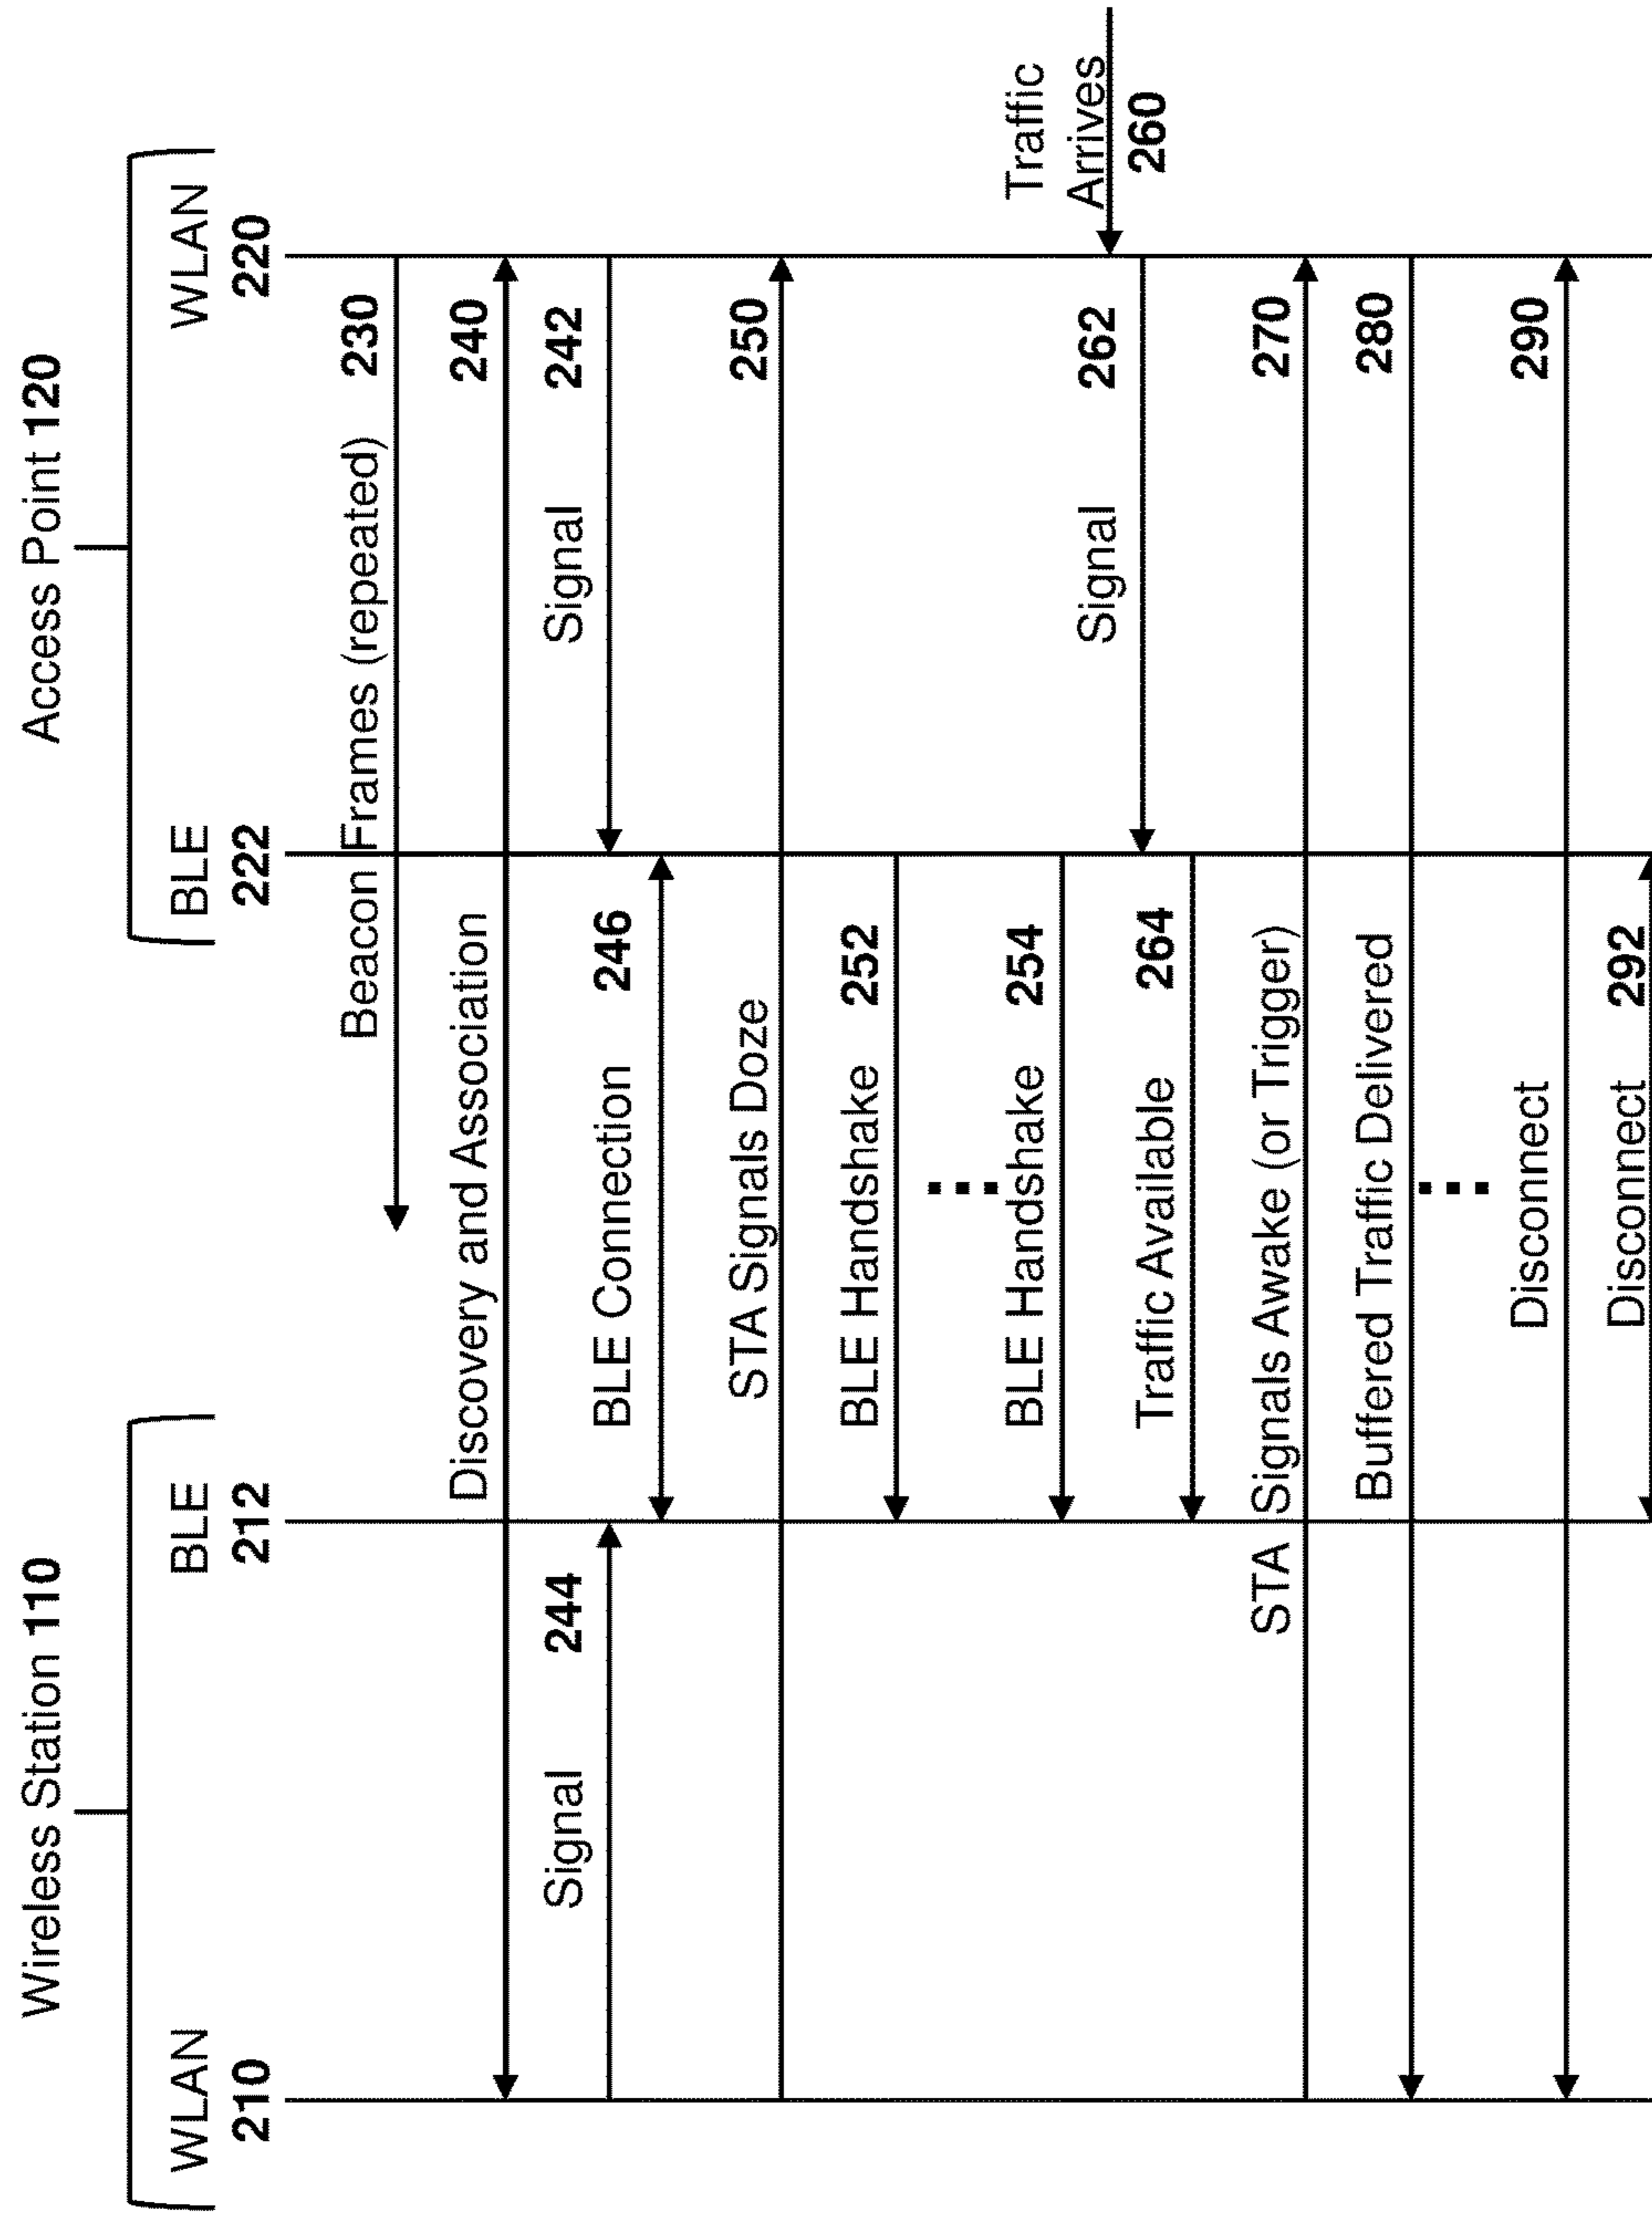 Wireless Station 110
Access Point 120
WLAN
210
BLE
212
BLE
222
WLAN
220
Beacon Frames (repeated) 230
Discovery and Association 240
Signal 244
Signal 242
BLE Connection 246
STA Signals Doze 250
BLE Handshake 252
BLE Handshake 254
Traffic
Arrives
260
Signal 262
Traffic Available 264
STA Signals Awake (or Trigger) 270
Buffered Traffic Delivered 280
Disconnect 290
Disconnect 292